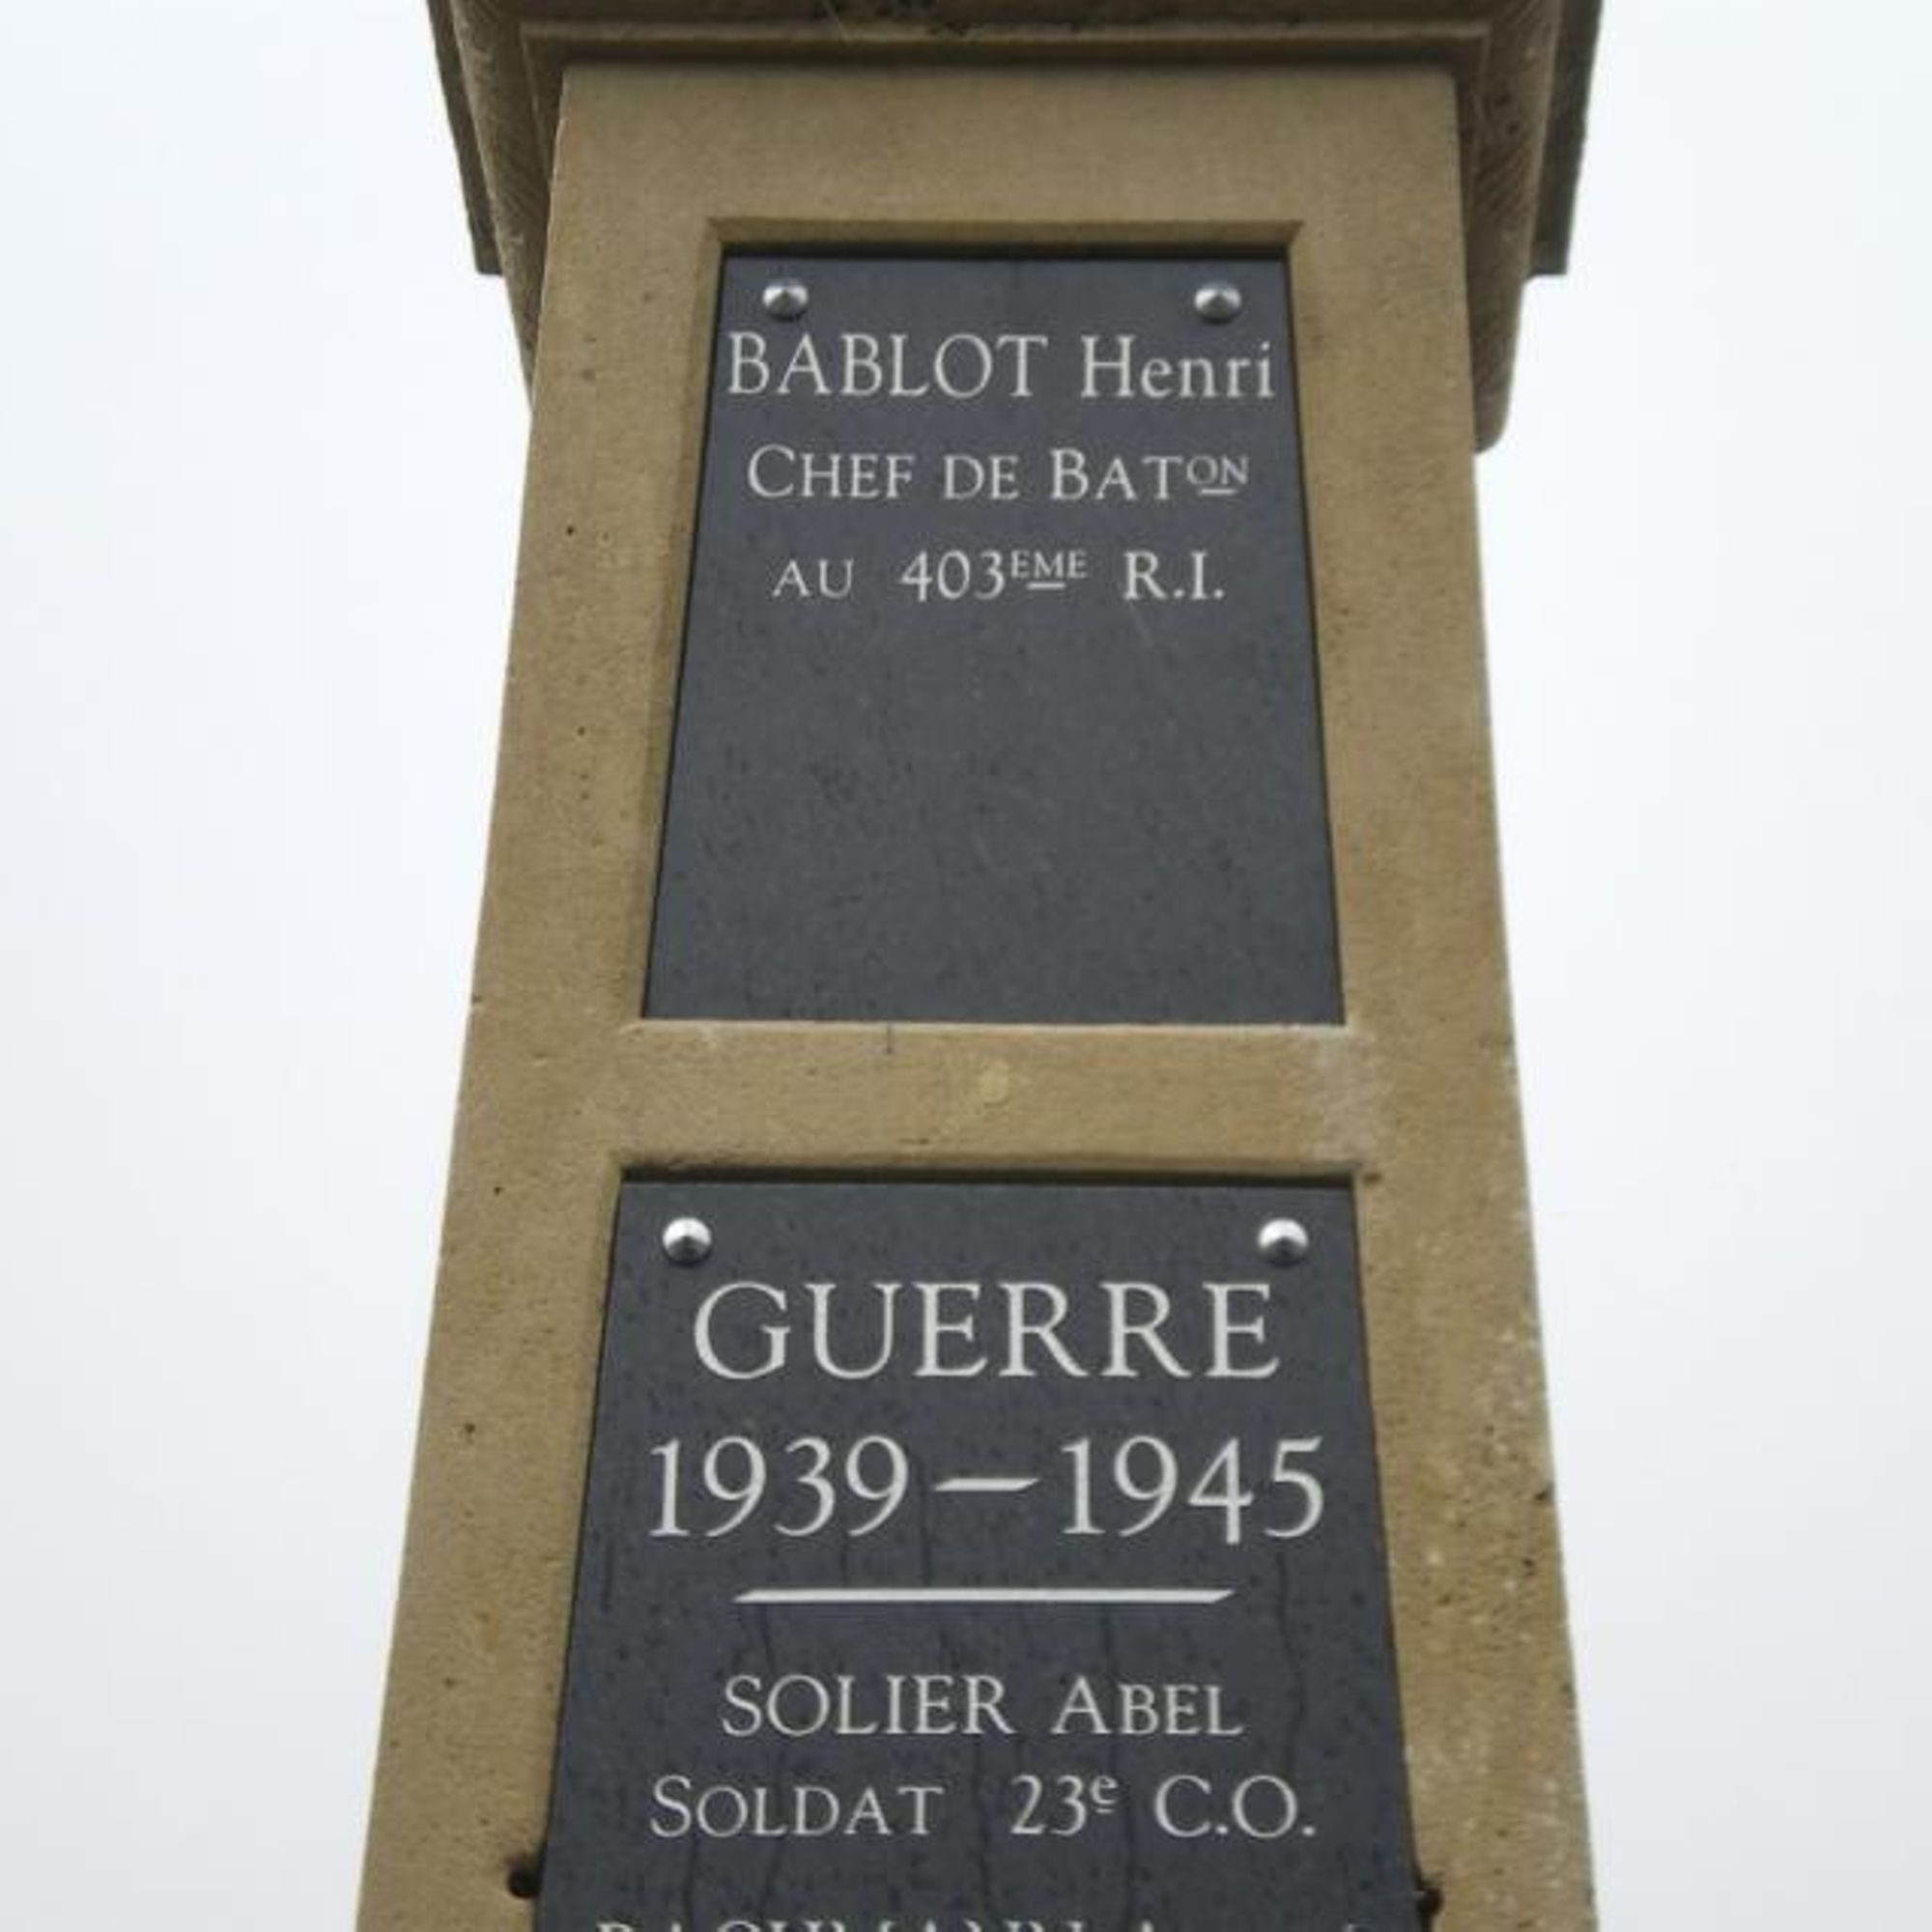 BABLOT Henri
CHEF DE BATON
AU 403EME R.I.
GUERRE
1939-1945
SOLIER ABEL
SOLDAT 23e C.O.